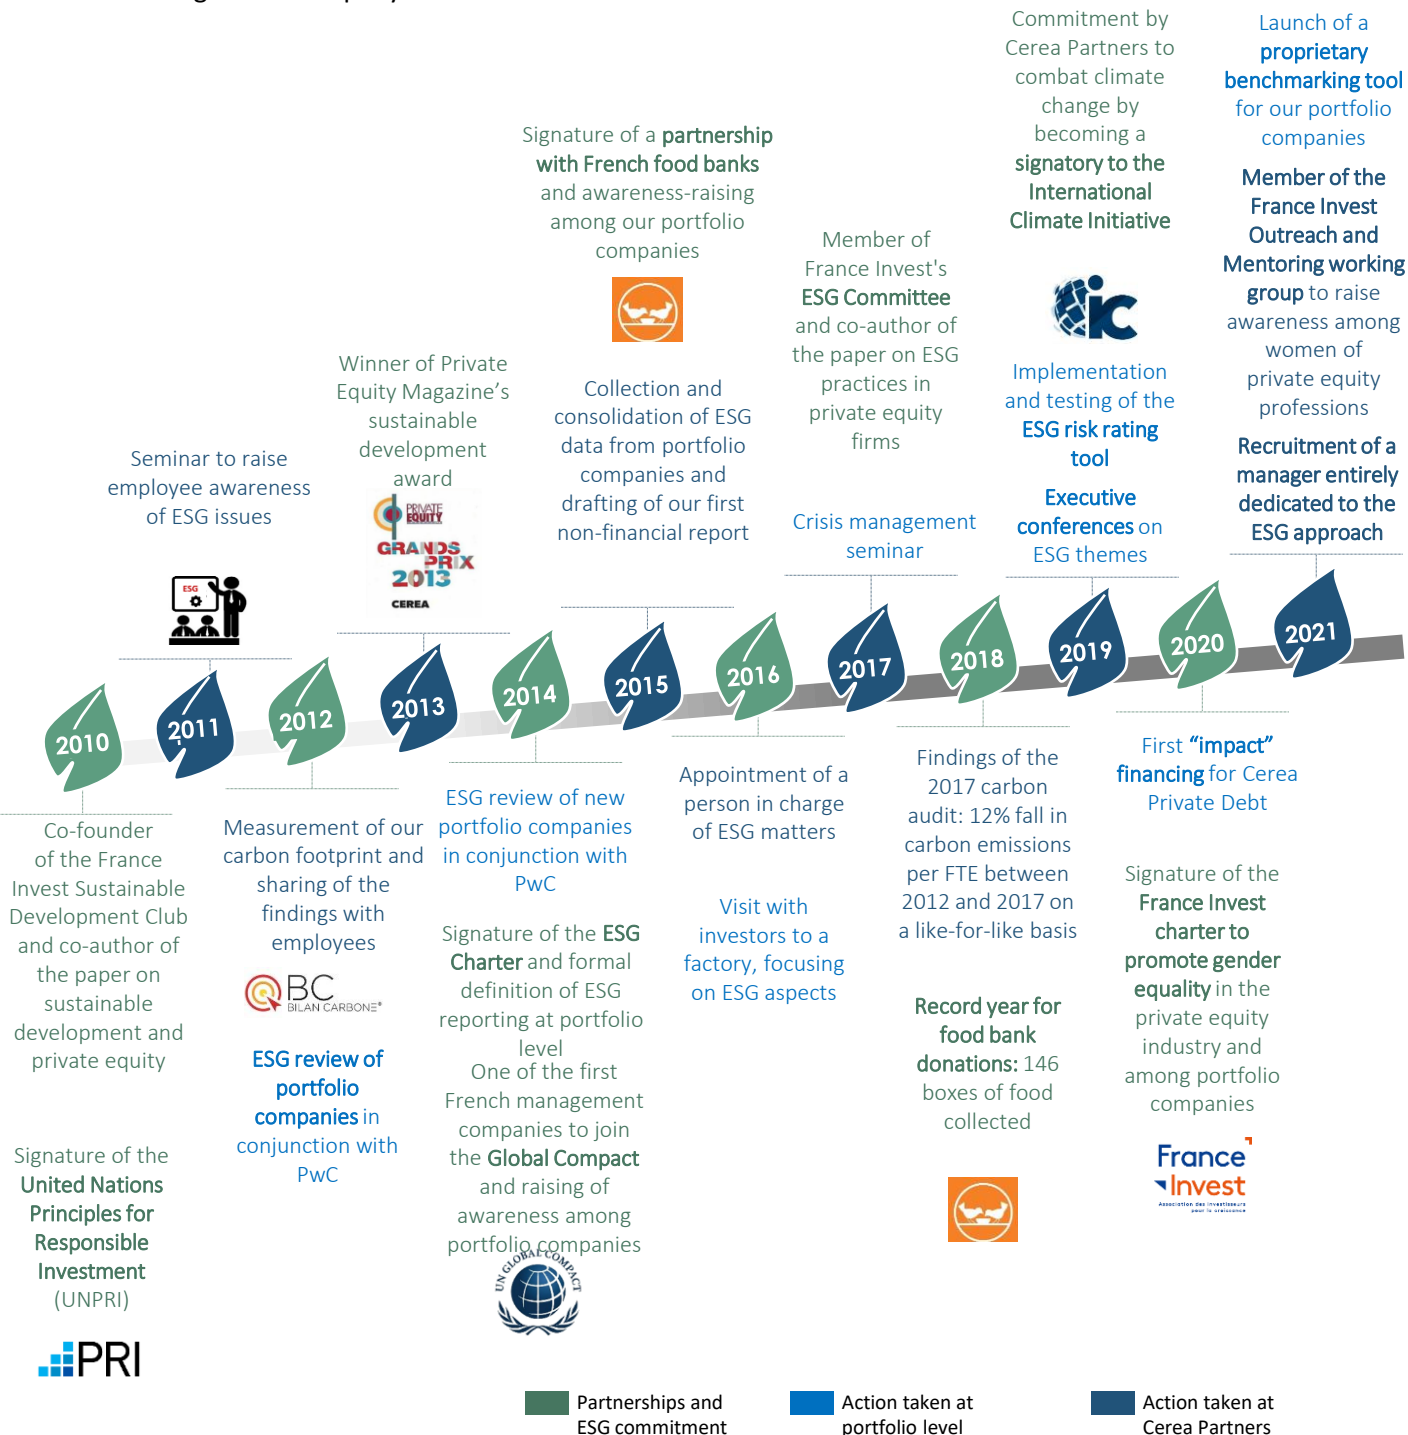 Commitment by
Cerea Partners to
combat climate
change by
becoming a
signatory to the
International
Climate Initiative
ic
Implementation
and testing of the
ESG risk rating
tool
Executive
conferences on
ESG themes
Launch of a
proprietary
benchmarking tool
for our portfolio
companies
Member of the
France Invest
Outreach and
Mentoring working
group to raise
awareness among
women of
private equity
professions
Recruitment of a
manager entirely
dedicated to the
ESG approach
Signature of a partnership
with French food banks
and awareness-raising
among our portfolio
companies
Collection and
consolidation of ESG
data from portfolio
companies and
drafting of our first
non-financial report
Member of
France Invest's
ESG Committee
and co-author of
the paper on ESG
practices in
private equity
firms
Crisis management
seminar
Winner of Private
Equity Magazine’s
sustainable
development
award
PRIVATE
EQUITY
GRANDS
PRIX
2013
CEREA
Seminar to raise
employee awareness
of ESG issues
ESG
2010
2011
2012
2013
2014
2015
2016
2017
2018
2019
2020
2021
Co-founder
of the France
Invest Sustainable
Development Club
and co-author of
the paper on
sustainable
development and
private equity
Signature of the
United Nations
Principles for
Responsible
Investment
(UNPRI)
PRI
Measurement of our
carbon footprint and
sharing of the
findings with
employees
BC
BILAN CARBONE®
ESG review of
portfolio
companies in
conjunction with
PwC
ESG review of new
portfolio companies
in conjunction with
PwC
Signature of the ESG
Charter and formal
definition of ESG
reporting at portfolio
level
One of the first
French management
companies to join
the Global Compact
and raising of
awareness among
portfolio companies
UN GLOBAL COMPACT
Appointment of a
person in charge
of ESG matters
Visit with
investors to a
factory, focusing
on ESG aspects
Findings of the
2017 carbon
audit: 12% fall in
carbon emissions
per FTE between
2012 and 2017 on
a like-for-like basis
Record year for
food bank
donations: 146
boxes of food
collected
First “impact”
financing for Cerea
Private Debt
Signature of the
France Invest
charter to
promote gender
equality in the
private equity
industry and
among portfolio
companies
France
Invest
Association des Investisseurs
pour la croissance
Partnerships and
ESG commitment
Action taken at
portfolio level
Action taken at
Cerea Partners